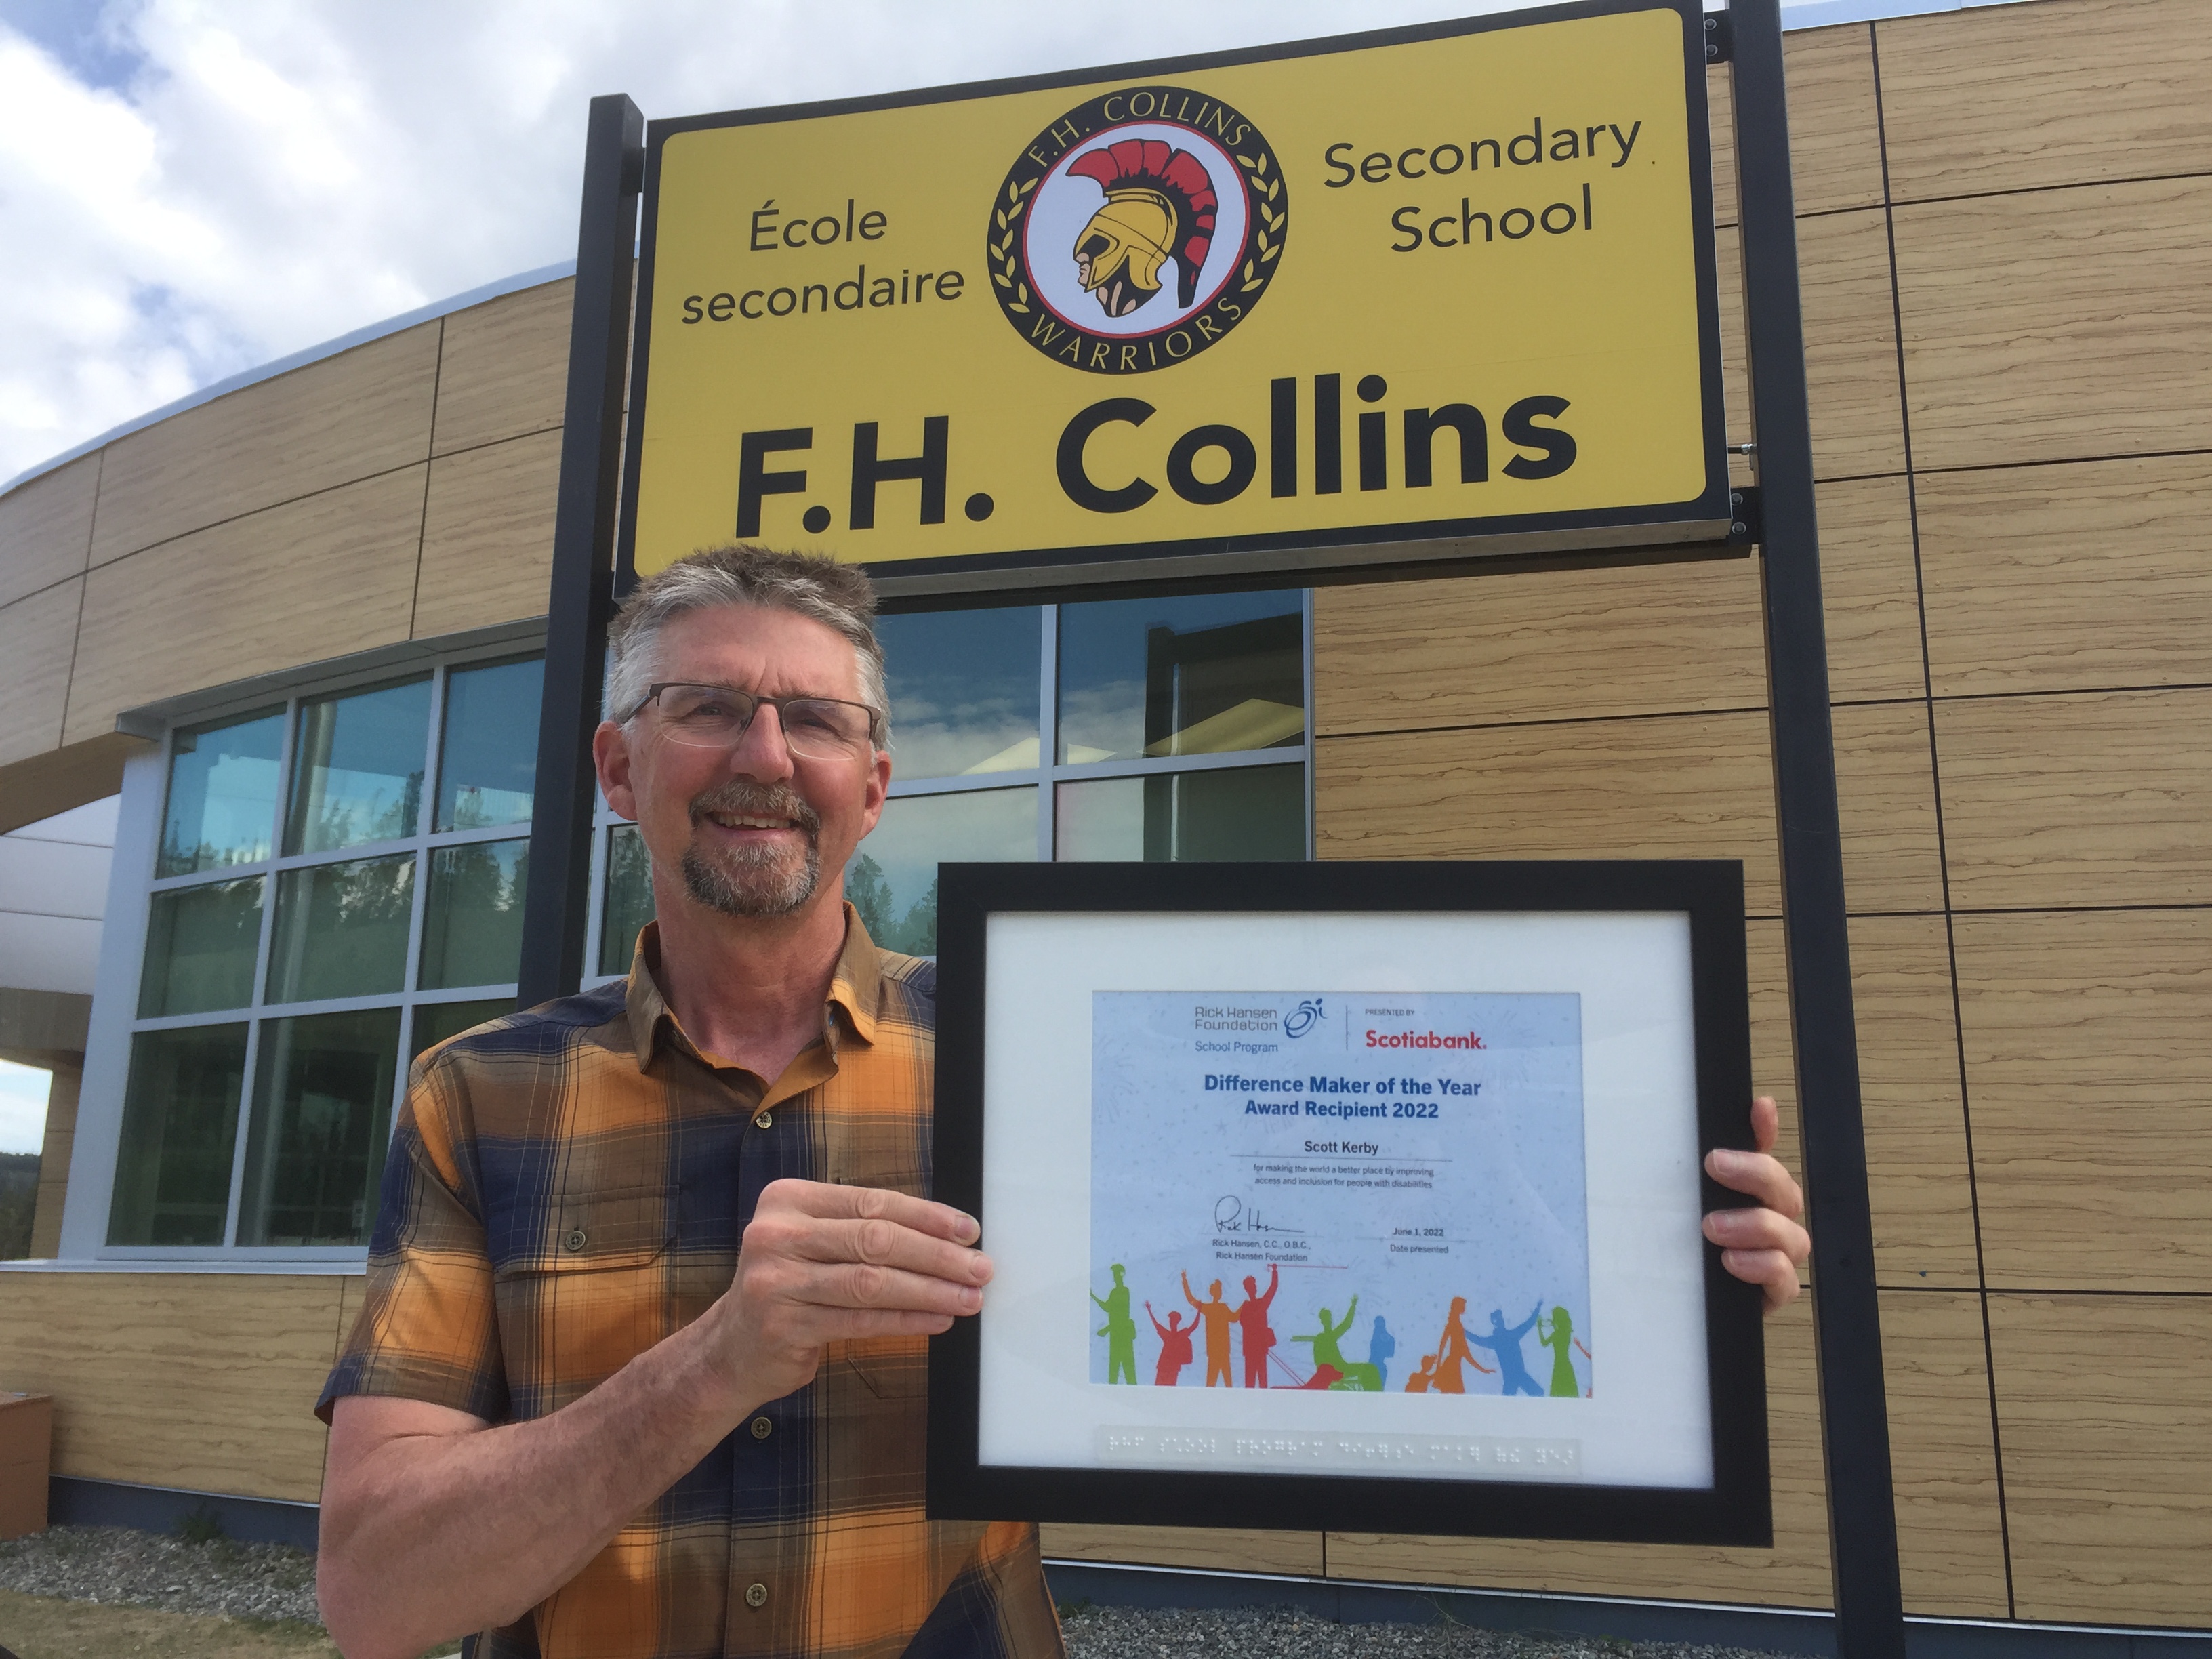 F.H. COLLINS
WARRIORS
École
secondaire
Secondary
School
F.H. Collins
Rick Hansen
Foundation
School Program
PRESENTED BY
Scotiabank.
Difference Maker of the Year
Award Recipient 2022
Scott Kerby
for making the world a better place by improving
access and inclusion for people with disabilities
Rick Hansen, C.C., O.B.C.,
Rick Hansen Foundation
June 1, 2022
Date presented